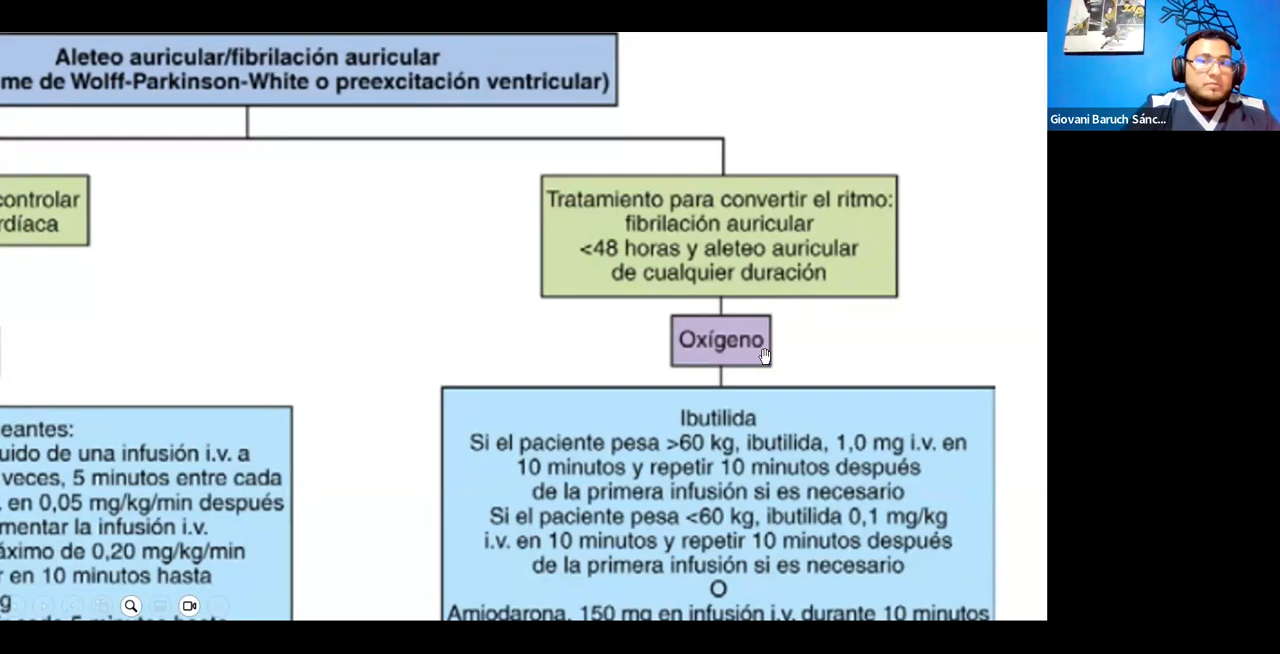 Aleteo auricular/fibrilación auricular
me de Wolff-Parkinson-White o preexcitación ventricular)
controlar
rdíaca
Tratamiento para convertir el ritmo:
fibrilación auricular
<48 horas y aleteo auricular
de cualquier duración
Oxígeno
eantes:
uido de una infusión i.v. a
veces, 5 minutos entre cada
. en 0,05 mg/kg/min después
mentar la infusión i.v.
áximo de 0,20 mg/kg/min
r en 10 minutos hasta
g
Ibutilida
Si el paciente pesa >60 kg, ibutilida, 1,0 mg i.v. en
10 minutos y repetir 10 minutos después
de la primera infusión si es necesario
Si el paciente pesa <60 kg, ibutilida 0,1 mg/kg
i.v. en 10 minutos y repetir 10 minutos después
de la primera infusión si es necesario
O
Amiodarona, 150 mg en infusión i.v. durante 10 minutos
Giovani Baruch Sánc...